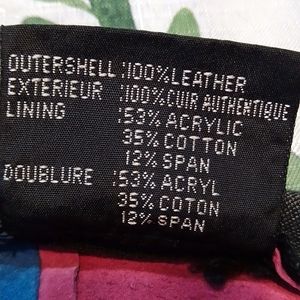 OUTERSHELL :100% LEATHER
EXTERIEUR :100% CUIR AUTHENTIQUE
LINING :53% ACRYLIC
35% COTTON
12% SPAN
DOUBLURE :53% ACRYL
35% COTON
12% SPAN